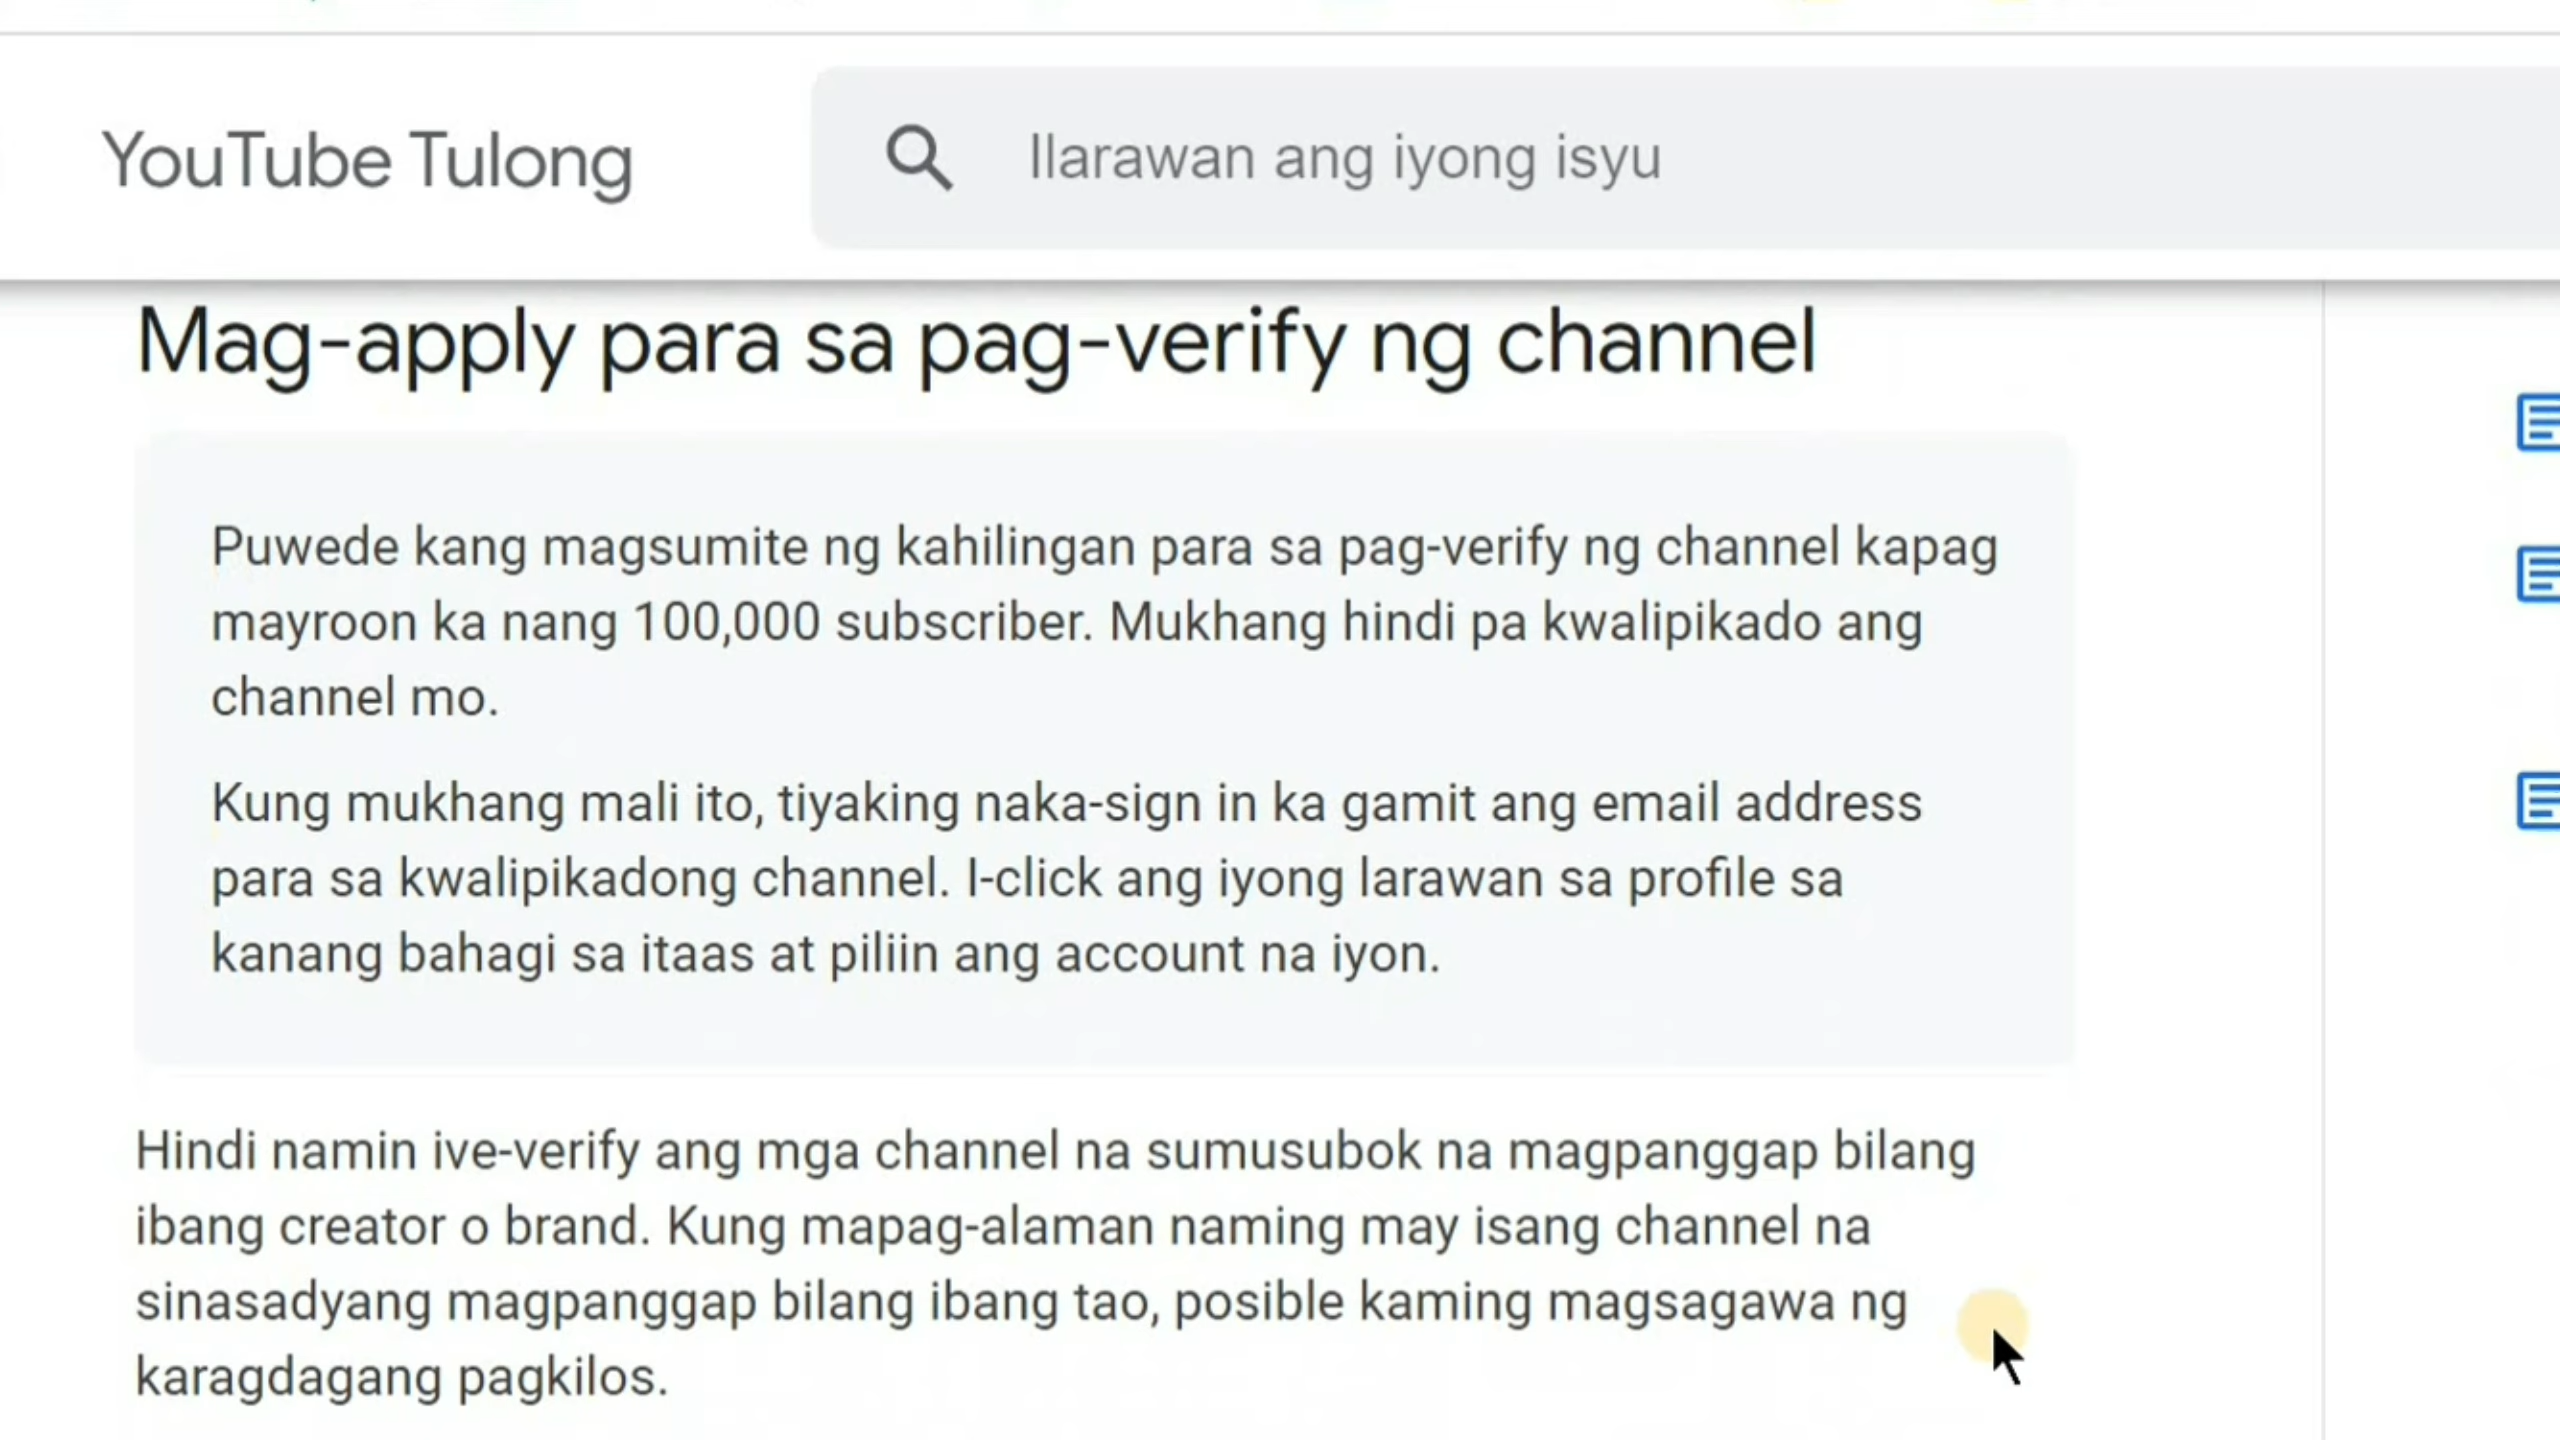 YouTube Tulong
Ilarawan ang iyong isyu
Mag-apply para sa pag-verify ng channel
Puwede kang magsumite ng kahilingan para sa pag-verify ng channel kapag
mayroon ka nang 100,000 subscriber. Mukhang hindi pa kwalipikado ang
channel mo.
Kung mukhang mali ito, tiyaking naka-sign in ka gamit ang email address
para sa kwalipikadong channel. I-click ang iyong larawan sa profile sa
kanang bahagi sa itaas at piliin ang account na iyon.
Hindi namin ive-verify ang mga channel na sumusubok na magpanggap bilang
ibang creator o brand. Kung mapag-alaman naming may isang channel na
sinasadyang magpanggap bilang ibang tao, posible kaming magsagawa ng
karagdagang pagkilos.